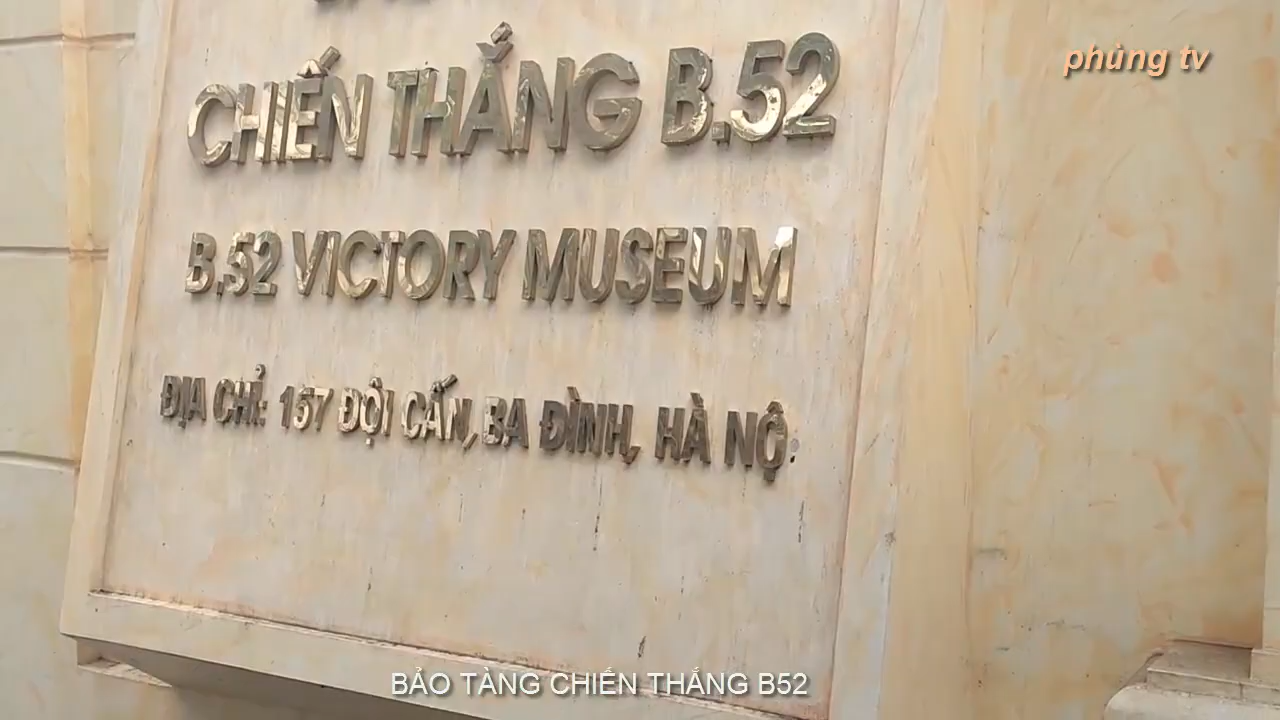 phùng tv
CHIẾN THẮNG B.52
B.52 VICTORY MUSEUM
ĐỊA CHỈ: 157 ĐỘI CẤN, BA ĐÌNH, HÀ NỘ
BẢO TÀNG CHIẾN THẮNG B52